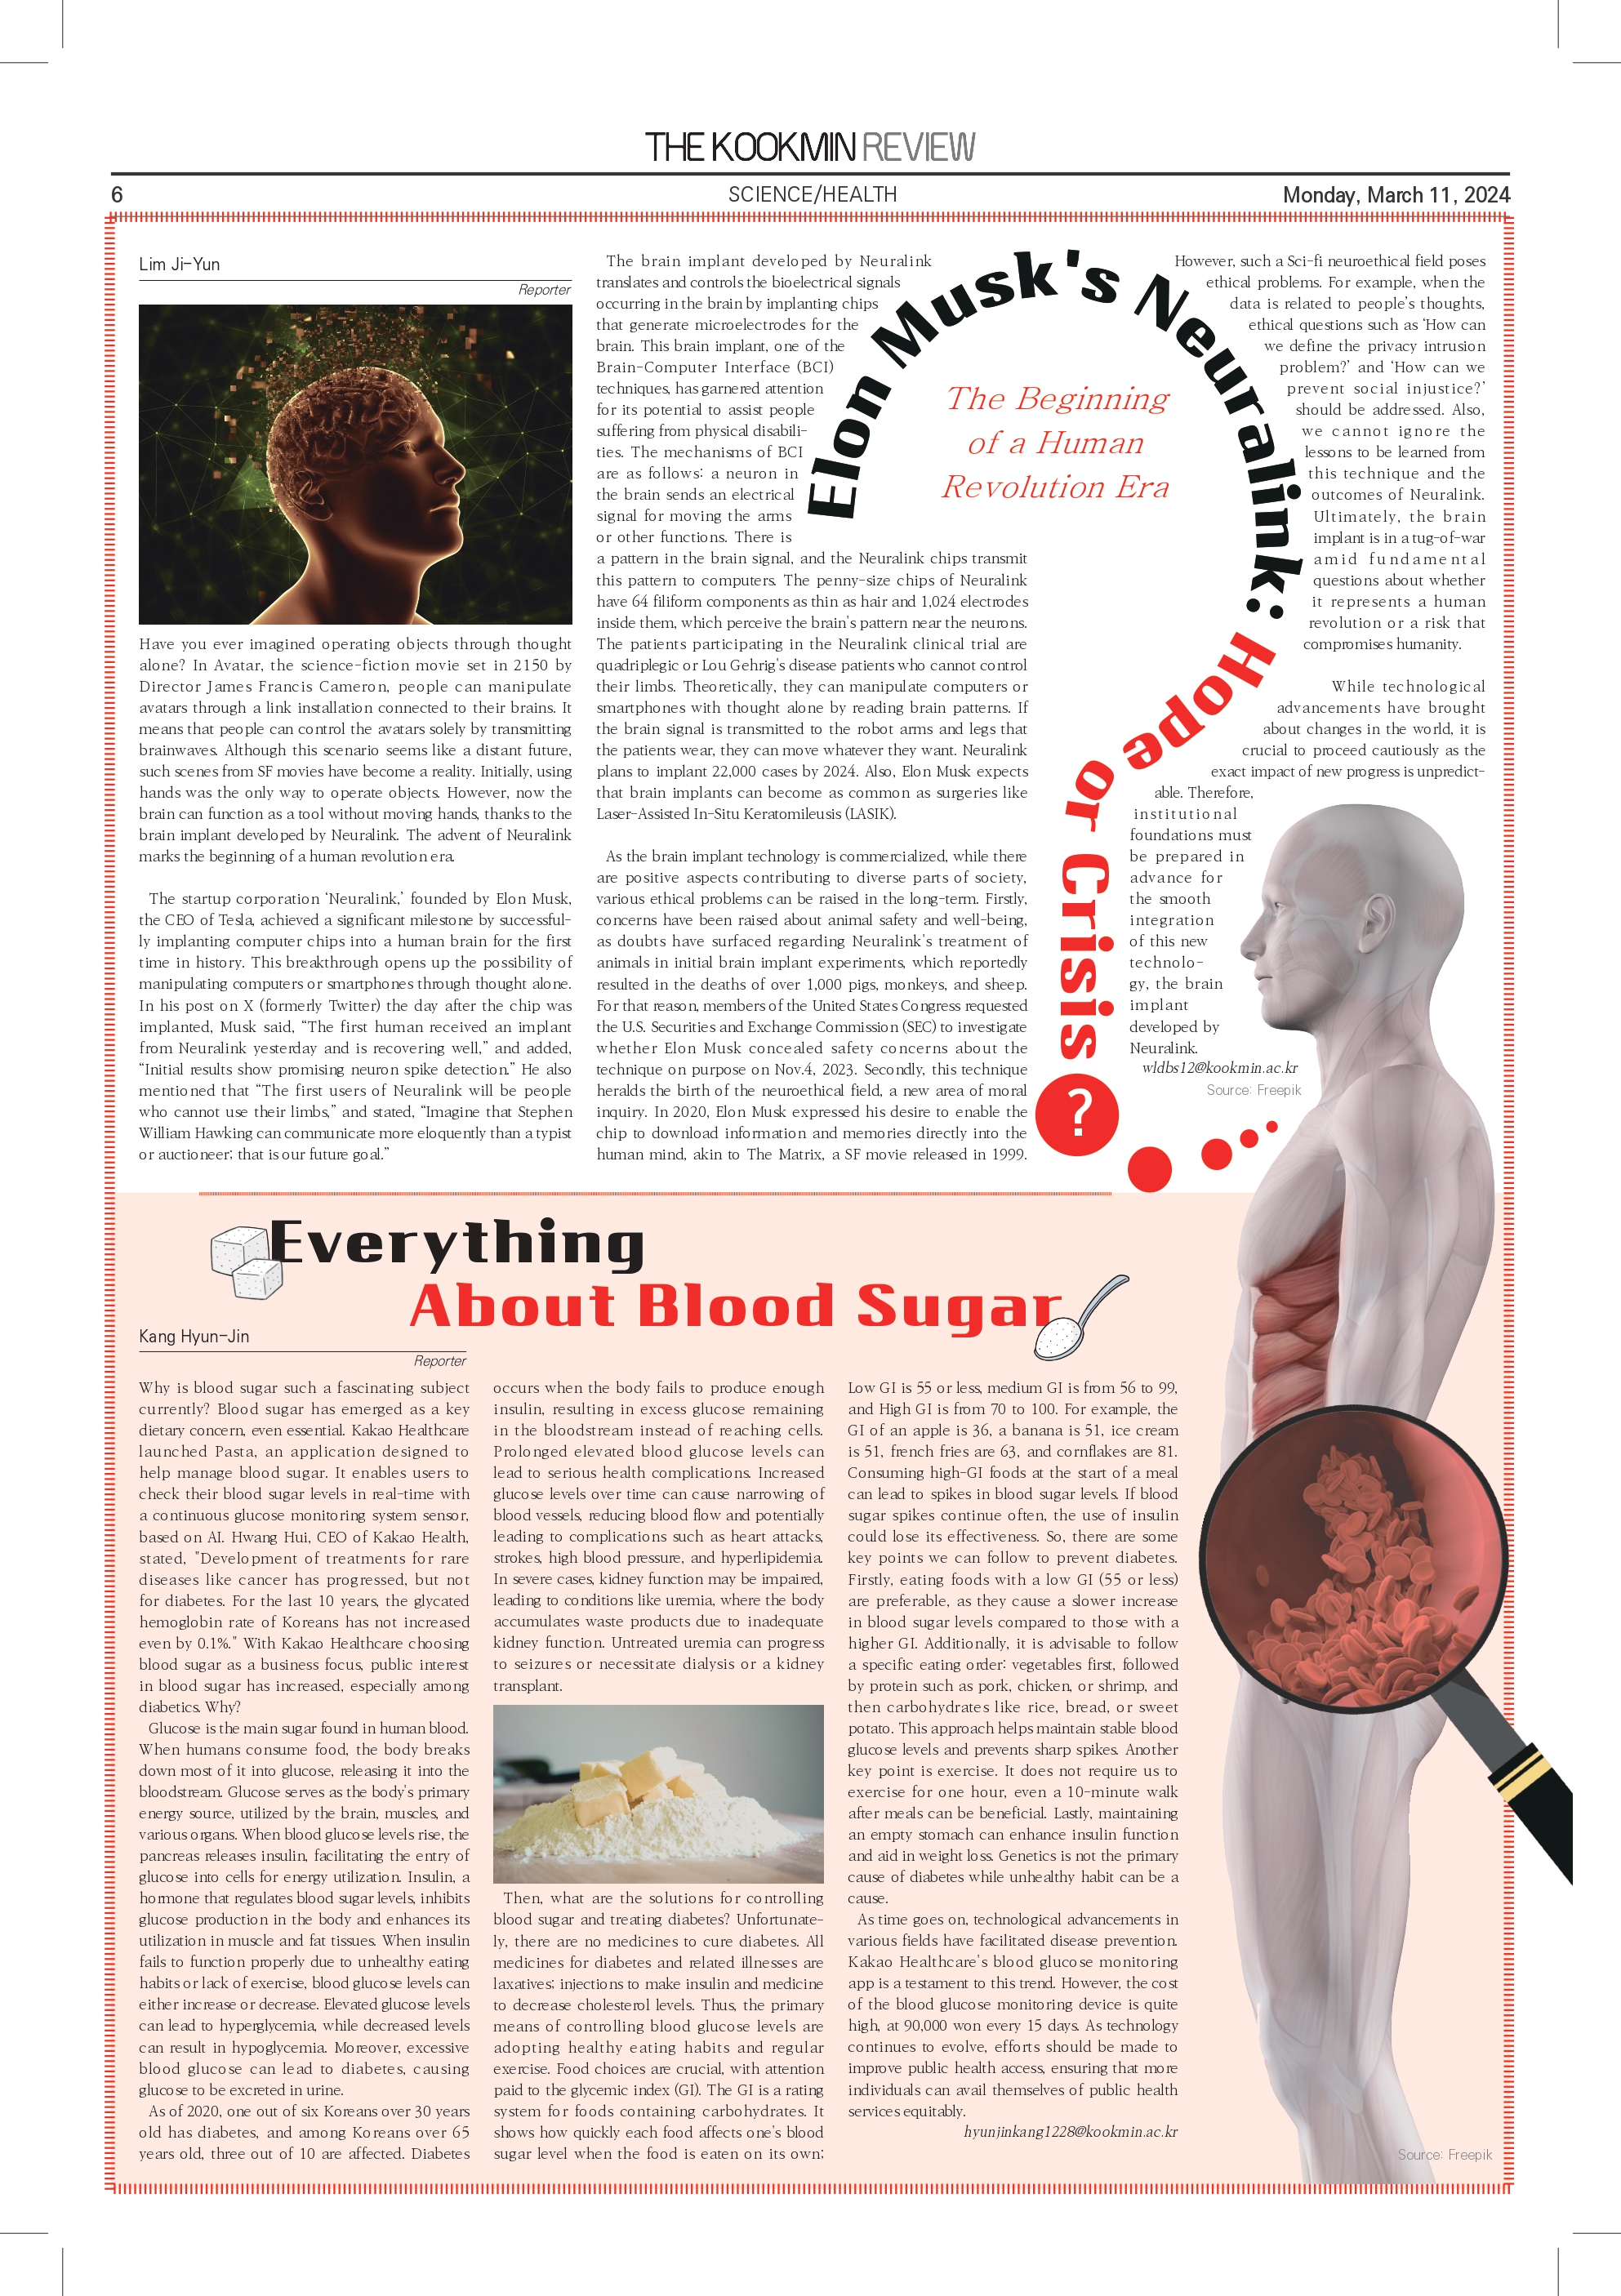 THE KOOKMIN REVIEW
6
SCIENCE/HEALTH
Monday, March 11, 2024
Elon Musk's Neuralink: Hope or Crisis
?
The Beginning
of a Human
Revolution Era
Lim Ji-Yun
Reporter
Have you ever imagined operating objects through thought
alone? In Avatar, the science-fiction movie set in 2150 by
Director James Francis Cameron, people can manipulate
avatars through a link installation connected to their brains. It
means that people can control the avatars solely by transmitting
brainwaves. Although this scenario seems like a distant future,
such scenes from SF movies have become a reality. Initially, using
hands was the only way to operate objects. However, now the
brain can function as a tool without moving hands, thanks to the
brain implant developed by Neuralink. The advent of Neuralink
marks the beginning of a human revolution era.
The startup corporation ‘Neuralink,’ founded by Elon Musk,
the CEO of Tesla, achieved a significant milestone by successful-
ly implanting computer chips into a human brain for the first
time in history. This breakthrough opens up the possibility of
manipulating computers or smartphones through thought alone.
In his post on X (formerly Twitter) the day after the chip was
implanted, Musk said, “The first human received an implant
from Neuralink yesterday and is recovering well,” and added,
“Initial results show promising neuron spike detection.” He also
mentioned that “The first users of Neuralink will be people
who cannot use their limbs,” and stated, “Imagine that Stephen
William Hawking can communicate more eloquently than a typist
or auctioneer; that is our future goal.”
The brain implant developed by Neuralink
translates and controls the bioelectrical signals
occurring in the brain by implanting chips
that generate microelectrodes for the
brain. This brain implant, one of the
Brain-Computer Interface (BCI)
techniques, has garnered attention
for its potential to assist people
suffering from physical disabili-
ties. The mechanisms of BCI
are as follows: a neuron in
the brain sends an electrical
signal for moving the arms
or other functions. There is
a pattern in the brain signal, and the Neuralink chips transmit
this pattern to computers. The penny-size chips of Neuralink
have 64 filiform components as thin as hair and 1,024 electrodes
inside them, which perceive the brain's pattern near the neurons.
The patients participating in the Neuralink clinical trial are
quadriplegic or Lou Gehrig's disease patients who cannot control
their limbs. Theoretically, they can manipulate computers or
smartphones with thought alone by reading brain patterns. If
the brain signal is transmitted to the robot arms and legs that
the patients wear, they can move whatever they want. Neuralink
plans to implant 22,000 cases by 2024. Also, Elon Musk expects
that brain implants can become as common as surgeries like
Laser-Assisted In-Situ Keratomileusis (LASIK).
As the brain implant technology is commercialized, while there
are positive aspects contributing to diverse parts of society,
various ethical problems can be raised in the long-term. Firstly,
concerns have been raised about animal safety and well-being,
as doubts have surfaced regarding Neuralink's treatment of
animals in initial brain implant experiments, which reportedly
resulted in the deaths of over 1,000 pigs, monkeys, and sheep.
For that reason, members of the United States Congress requested
the U.S. Securities and Exchange Commission (SEC) to investigate
whether Elon Musk concealed safety concerns about the
technique on purpose on Nov.4, 2023. Secondly, this technique
heralds the birth of the neuroethical field, a new area of moral
inquiry. In 2020, Elon Musk expressed his desire to enable the
chip to download information and memories directly into the
human mind, akin to The Matrix, a SF movie released in 1999.
However, such a Sci-fi neuroethical field poses
ethical problems. For example, when the
data is related to people’s thoughts,
ethical questions such as ‘How can
we define the privacy intrusion
problem?’ and ‘How can we
prevent social injustice?’
should be addressed. Also,
we cannot ignore the
lessons to be learned from
this technique and the
outcomes of Neuralink.
Ultimately, the brain
implant is in a tug-of-war
amid fundamental
questions about whether
it represents a human
revolution or a risk that
compromises humanity.
While technological
advancements have brought
about changes in the world, it is
crucial to proceed cautiously as the
exact impact of new progress is unpredict-
able. Therefore,
institutional
foundations must
be prepared in
advance for
the smooth
integration
of this new
technolo-
gy, the brain
implant
developed by
Neuralink.
wldbs12@kookmin.ac.kr
Source: Freepik
Everything
About Blood Sugar
Kang Hyun-Jin
Reporter
Why is blood sugar such a fascinating subject
currently? Blood sugar has emerged as a key
dietary concern, even essential. Kakao Healthcare
launched Pasta, an application designed to
help manage blood sugar. It enables users to
check their blood sugar levels in real-time with
a continuous glucose monitoring system sensor,
based on AI. Hwang Hui, CEO of Kakao Health,
stated, "Development of treatments for rare
diseases like cancer has progressed, but not
for diabetes. For the last 10 years, the glycated
hemoglobin rate of Koreans has not increased
even by 0.1%." With Kakao Healthcare choosing
blood sugar as a business focus, public interest
in blood sugar has increased, especially among
diabetics. Why?
Glucose is the main sugar found in human blood.
When humans consume food, the body breaks
down most of it into glucose, releasing it into the
bloodstream. Glucose serves as the body's primary
energy source, utilized by the brain, muscles, and
various organs. When blood glucose levels rise, the
pancreas releases insulin, facilitating the entry of
glucose into cells for energy utilization. Insulin, a
hormone that regulates blood sugar levels, inhibits
glucose production in the body and enhances its
utilization in muscle and fat tissues. When insulin
fails to function properly due to unhealthy eating
habits or lack of exercise, blood glucose levels can
either increase or decrease. Elevated glucose levels
can lead to hyperglycemia, while decreased levels
can result in hypoglycemia. Moreover, excessive
blood glucose can lead to diabetes, causing
glucose to be excreted in urine.
As of 2020, one out of six Koreans over 30 years
old has diabetes, and among Koreans over 65
years old, three out of 10 are affected. Diabetes
occurs when the body fails to produce enough
insulin, resulting in excess glucose remaining
in the bloodstream instead of reaching cells.
Prolonged elevated blood glucose levels can
lead to serious health complications. Increased
glucose levels over time can cause narrowing of
blood vessels, reducing blood flow and potentially
leading to complications such as heart attacks,
strokes, high blood pressure, and hyperlipidemia.
In severe cases, kidney function may be impaired,
leading to conditions like uremia, where the body
accumulates waste products due to inadequate
kidney function. Untreated uremia can progress
to seizures or necessitate dialysis or a kidney
transplant.
Then, what are the solutions for controlling
blood sugar and treating diabetes? Unfortunate-
ly, there are no medicines to cure diabetes. All
medicines for diabetes and related illnesses are
laxatives; injections to make insulin and medicine
to decrease cholesterol levels. Thus, the primary
means of controlling blood glucose levels are
adopting healthy eating habits and regular
exercise. Food choices are crucial, with attention
paid to the glycemic index (GI). The GI is a rating
system for foods containing carbohydrates. It
shows how quickly each food affects one's blood
sugar level when the food is eaten on its own;
Low GI is 55 or less, medium GI is from 56 to 99,
and High GI is from 70 to 100. For example, the
GI of an apple is 36, a banana is 51, ice cream
is 51, french fries are 63, and cornflakes are 81.
Consuming high-GI foods at the start of a meal
can lead to spikes in blood sugar levels. If blood
sugar spikes continue often, the use of insulin
could lose its effectiveness. So, there are some
key points we can follow to prevent diabetes.
Firstly, eating foods with a low GI (55 or less)
are preferable, as they cause a slower increase
in blood sugar levels compared to those with a
higher GI. Additionally, it is advisable to follow
a specific eating order: vegetables first, followed
by protein such as pork, chicken, or shrimp, and
then carbohydrates like rice, bread, or sweet
potato. This approach helps maintain stable blood
glucose levels and prevents sharp spikes. Another
key point is exercise. It does not require us to
exercise for one hour, even a 10-minute walk
after meals can be beneficial. Lastly, maintaining
an empty stomach can enhance insulin function
and aid in weight loss. Genetics is not the primary
cause of diabetes while unhealthy habit can be a
cause.
As time goes on, technological advancements in
various fields have facilitated disease prevention.
Kakao Healthcare's blood glucose monitoring
app is a testament to this trend. However, the cost
of the blood glucose monitoring device is quite
high, at 90,000 won every 15 days. As technology
continues to evolve, efforts should be made to
improve public health access, ensuring that more
individuals can avail themselves of public health
services equitably.
hyunjinkang1228@kookmin.ac.kr
Source: Freepik